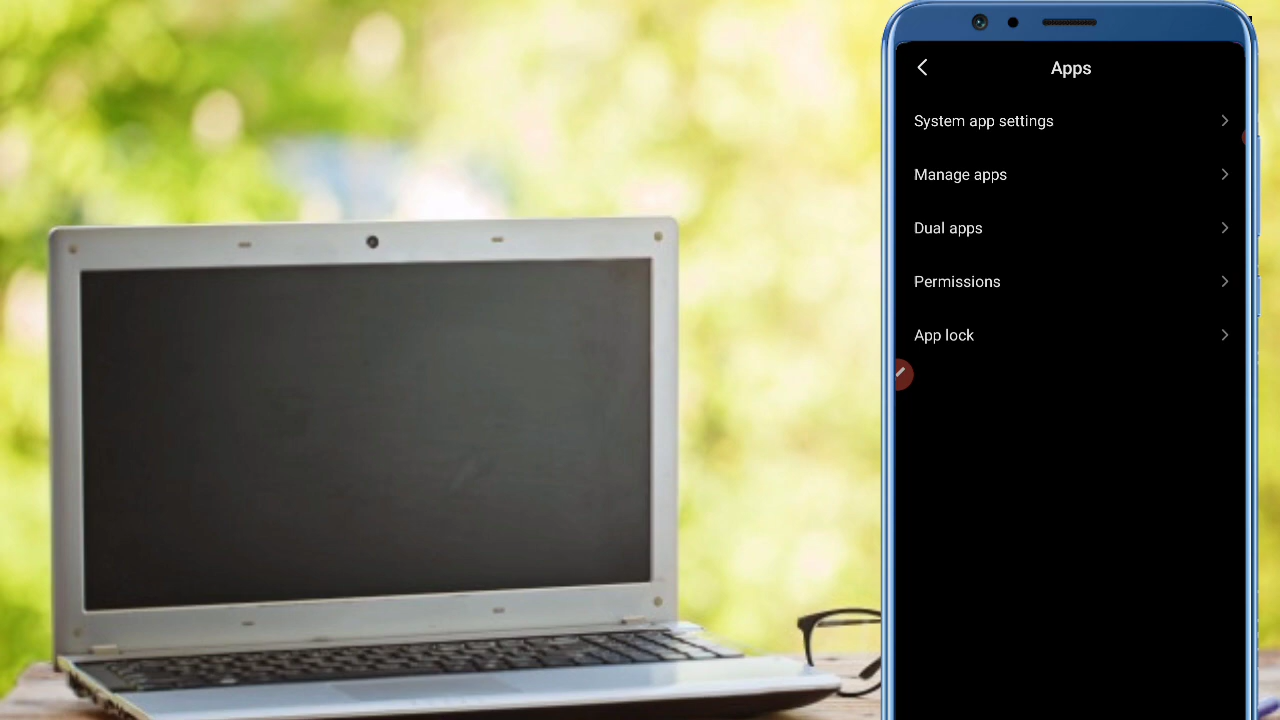 Apps
System app settings
Manage apps
Dual apps
Permissions
App lock